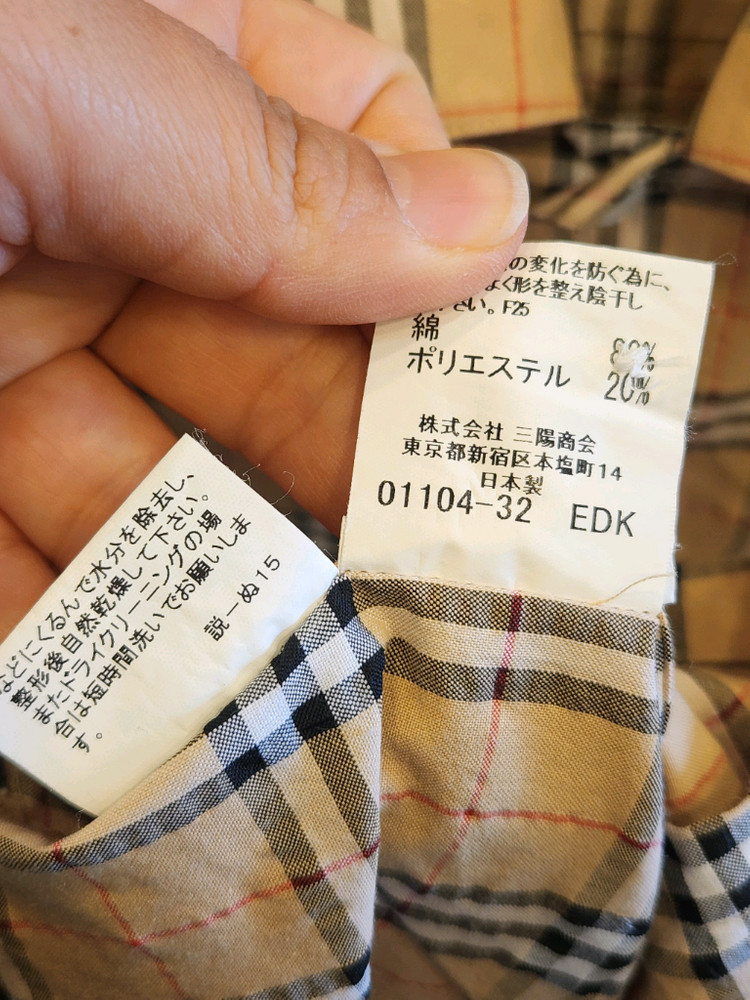 の変化を防ぐ為に、
よく形を整え陰干し
さい。F25
綿 80%
ポリエステル 20%
株式会社 三陽商会
東京都新宿区本塩町14
日本製
01104-32 EDK
などにくるんで水分を除去し、
整形後自然乾燥して下さい。
またドライクリーニングの場
合は短時間洗いでお願いしま
す。
説-ぬ15